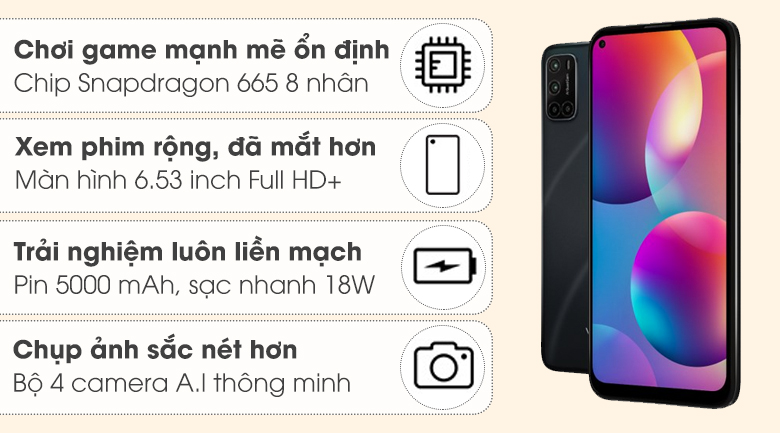 Chơi game mạnh mẽ ổn định
Chip Snapdragon 665 8 nhân
Xem phim rộng, đã mắt hơn
Màn hình 6.53 inch Full HD+
Trải nghiệm luôn liền mạch
Pin 5000 mAh, sạc nhanh 18W
Chụp ảnh sắc nét hơn
Bộ 4 camera A.I thông minh